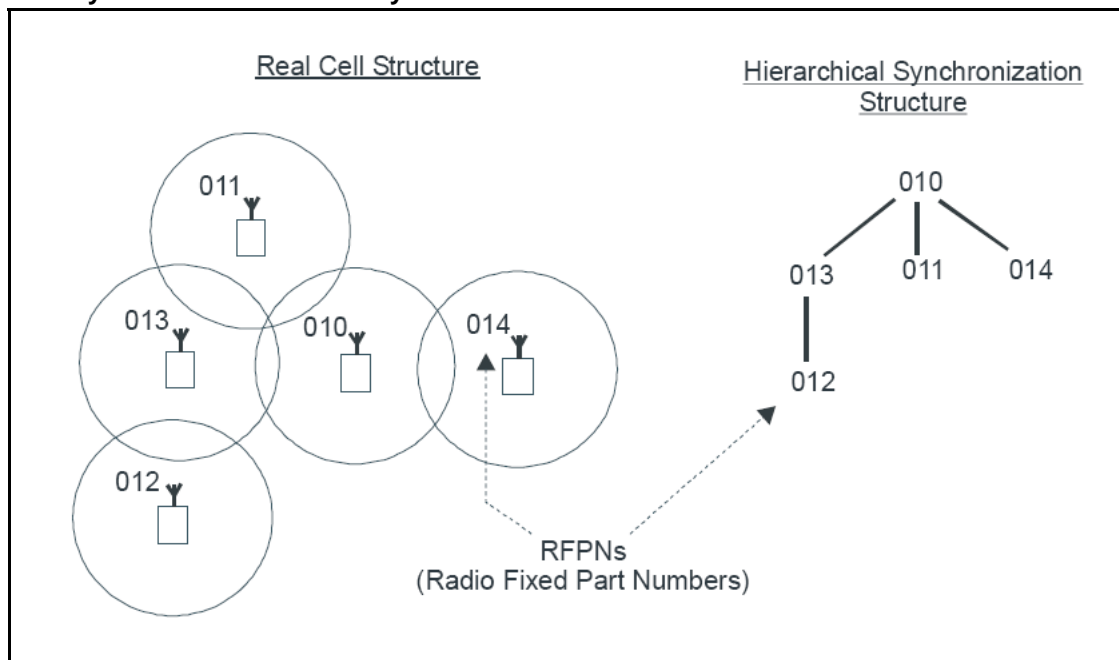 Real Cell Structure
Hierarchical Synchronization
Structure
011
013
010
014
012
010
013
011
014
012
RFPNs
(Radio Fixed Part Numbers)